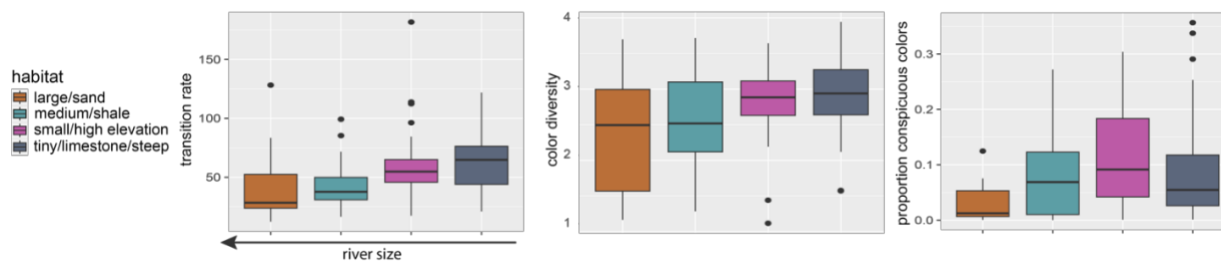 habitat
large/sand
medium/shale
small/high elevation
tiny/limestone/steep
transition rate
150
100
50
river size
color diversity
4
3
2
1
proportion conspicuous colors
0.3
0.2
0.1
0.0